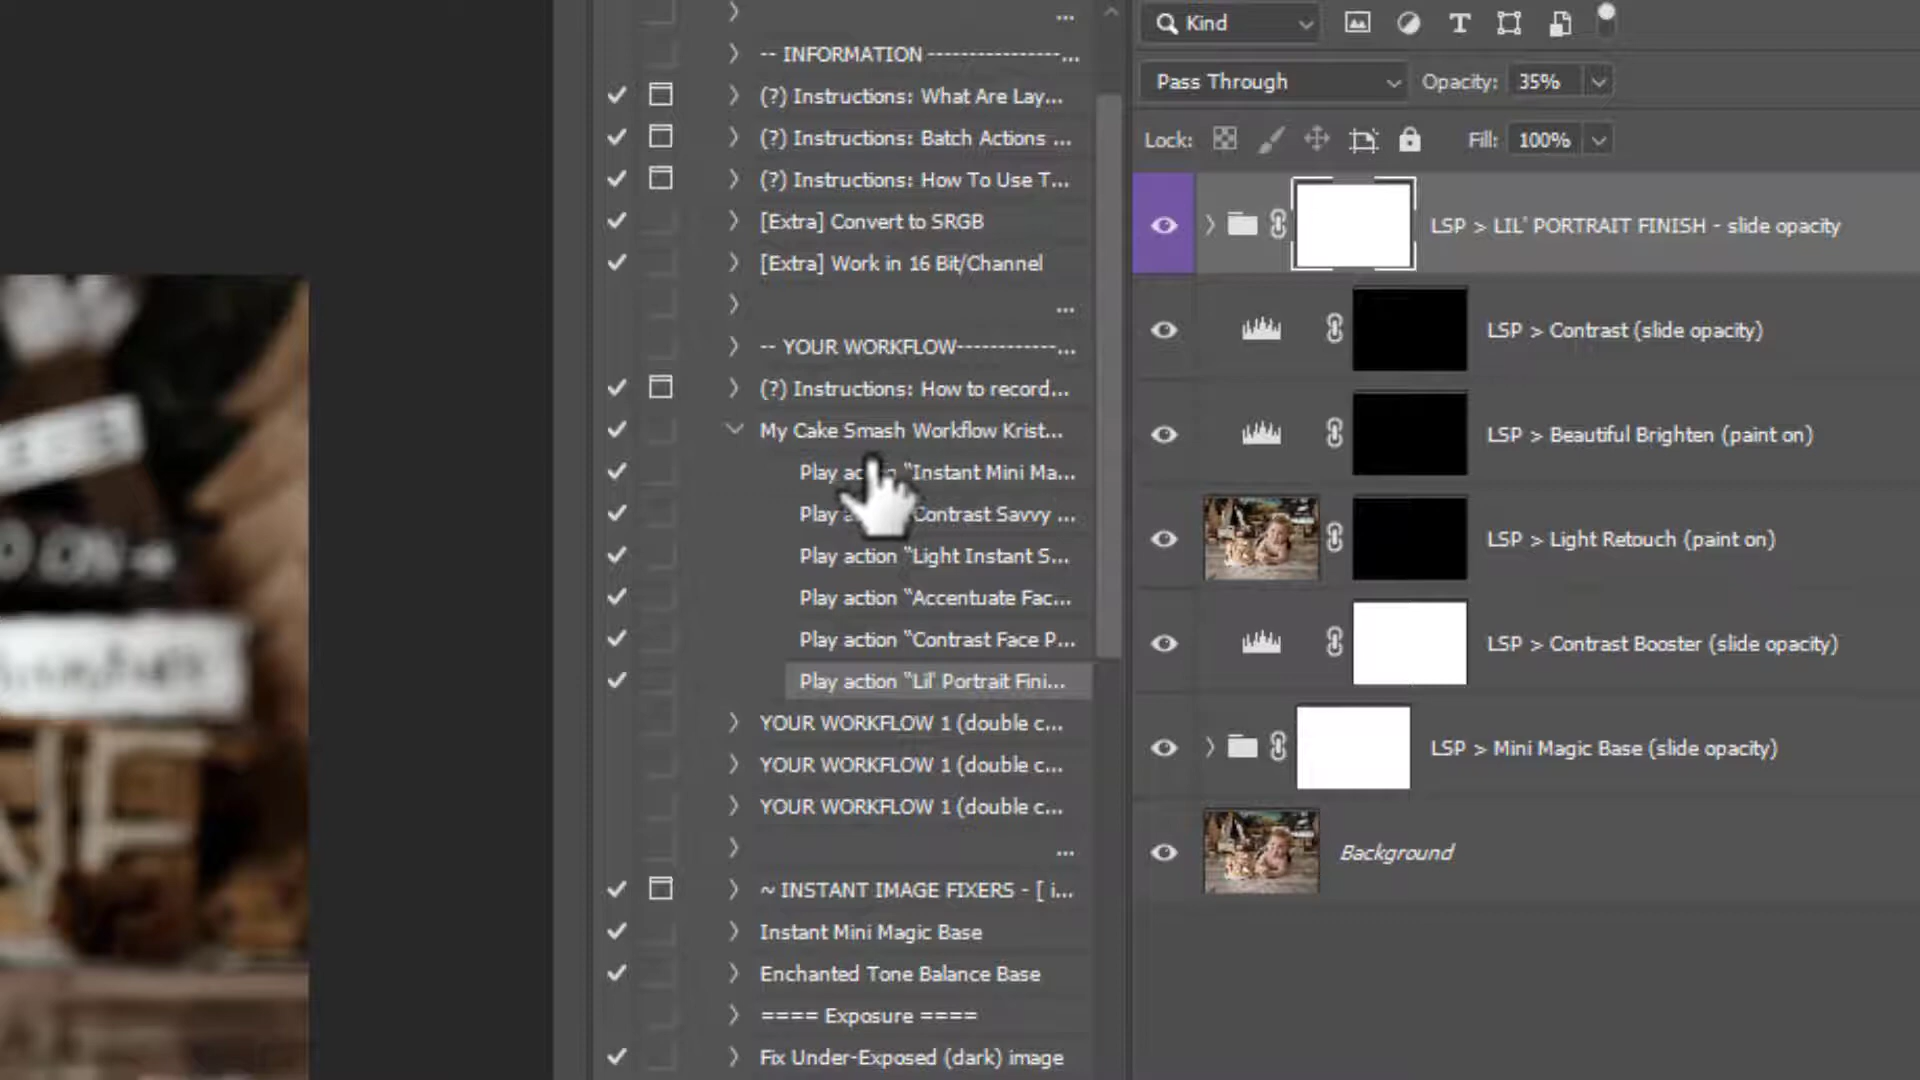 ...
-- INFORMATION ----------------...
(?) Instructions: What Are Lay...
(?) Instructions: Batch Actions ...
(?) Instructions: How To Use T...
[Extra] Convert to SRGB
[Extra] Work in 16 Bit/Channel
...
-- YOUR WORKFLOW------------...
(?) Instructions: How to record...
My Cake Smash Workflow Krist...
Play action "Instant Mini Ma...
Play "Contrast Savvy ...
Play action "Light Instant S...
Play action "Accentuate Fac...
Play action "Contrast Face P...
Play action "Lil' Portrait Fini...
YOUR WORKFLOW 1 (double c...
YOUR WORKFLOW 1 (double c...
YOUR WORKFLOW 1 (double c...
...
~ INSTANT IMAGE FIXERS - [ i...
Instant Mini Magic Base
Enchanted Tone Balance Base
==== Exposure ====
Fix Under-Exposed (dark) image
Kind
Pass Through
Opacity: 35%
Lock:
Fill: 100%
LSP > LIL' PORTRAIT FINISH - slide opacity
LSP > Contrast (slide opacity)
LSP > Beautiful Brighten (paint on)
LSP > Light Retouch (paint on)
LSP > Contrast Booster (slide opacity)
LSP > Mini Magic Base (slide opacity)
Background